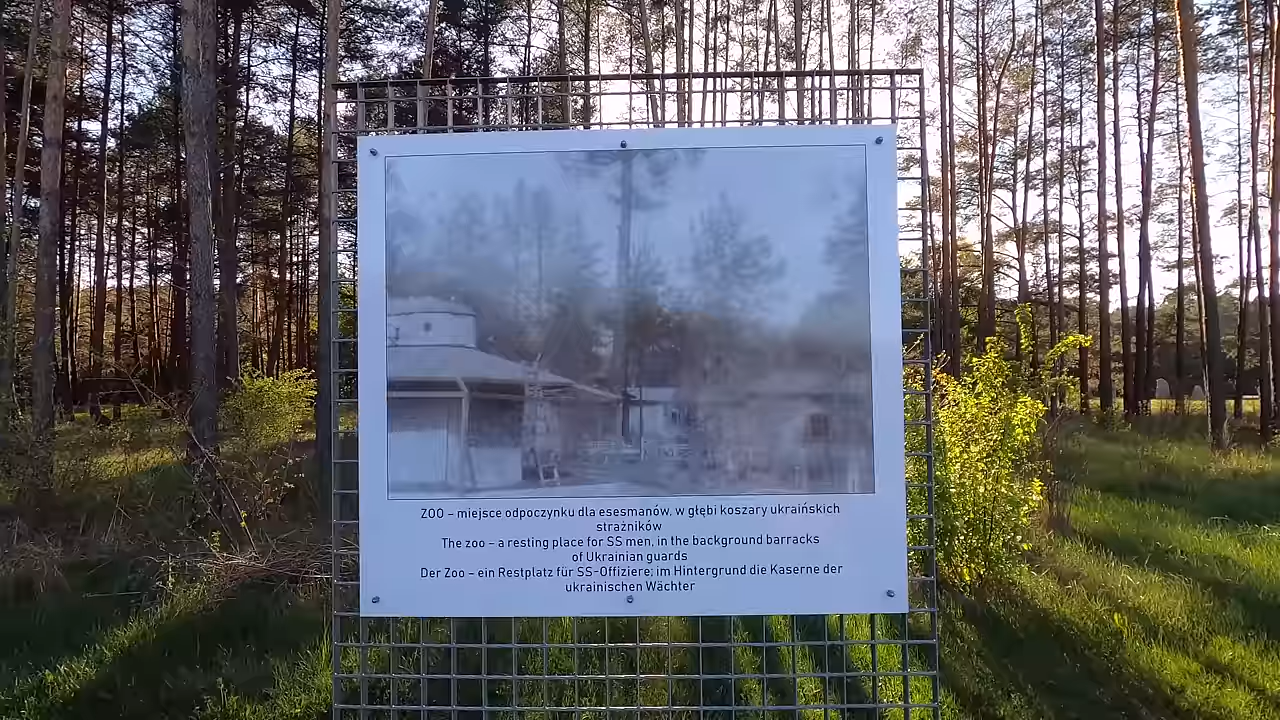 ZOO – miejsce odpoczynku dla esesmanów, w głębi koszary ukraińskich
strażników
The zoo – a resting place for SS men, in the background barracks
of Ukrainian guards
Der Zoo – ein Restplatz für SS-Offiziere; im Hintergrund die Kaserne der
ukrainischen Wächter